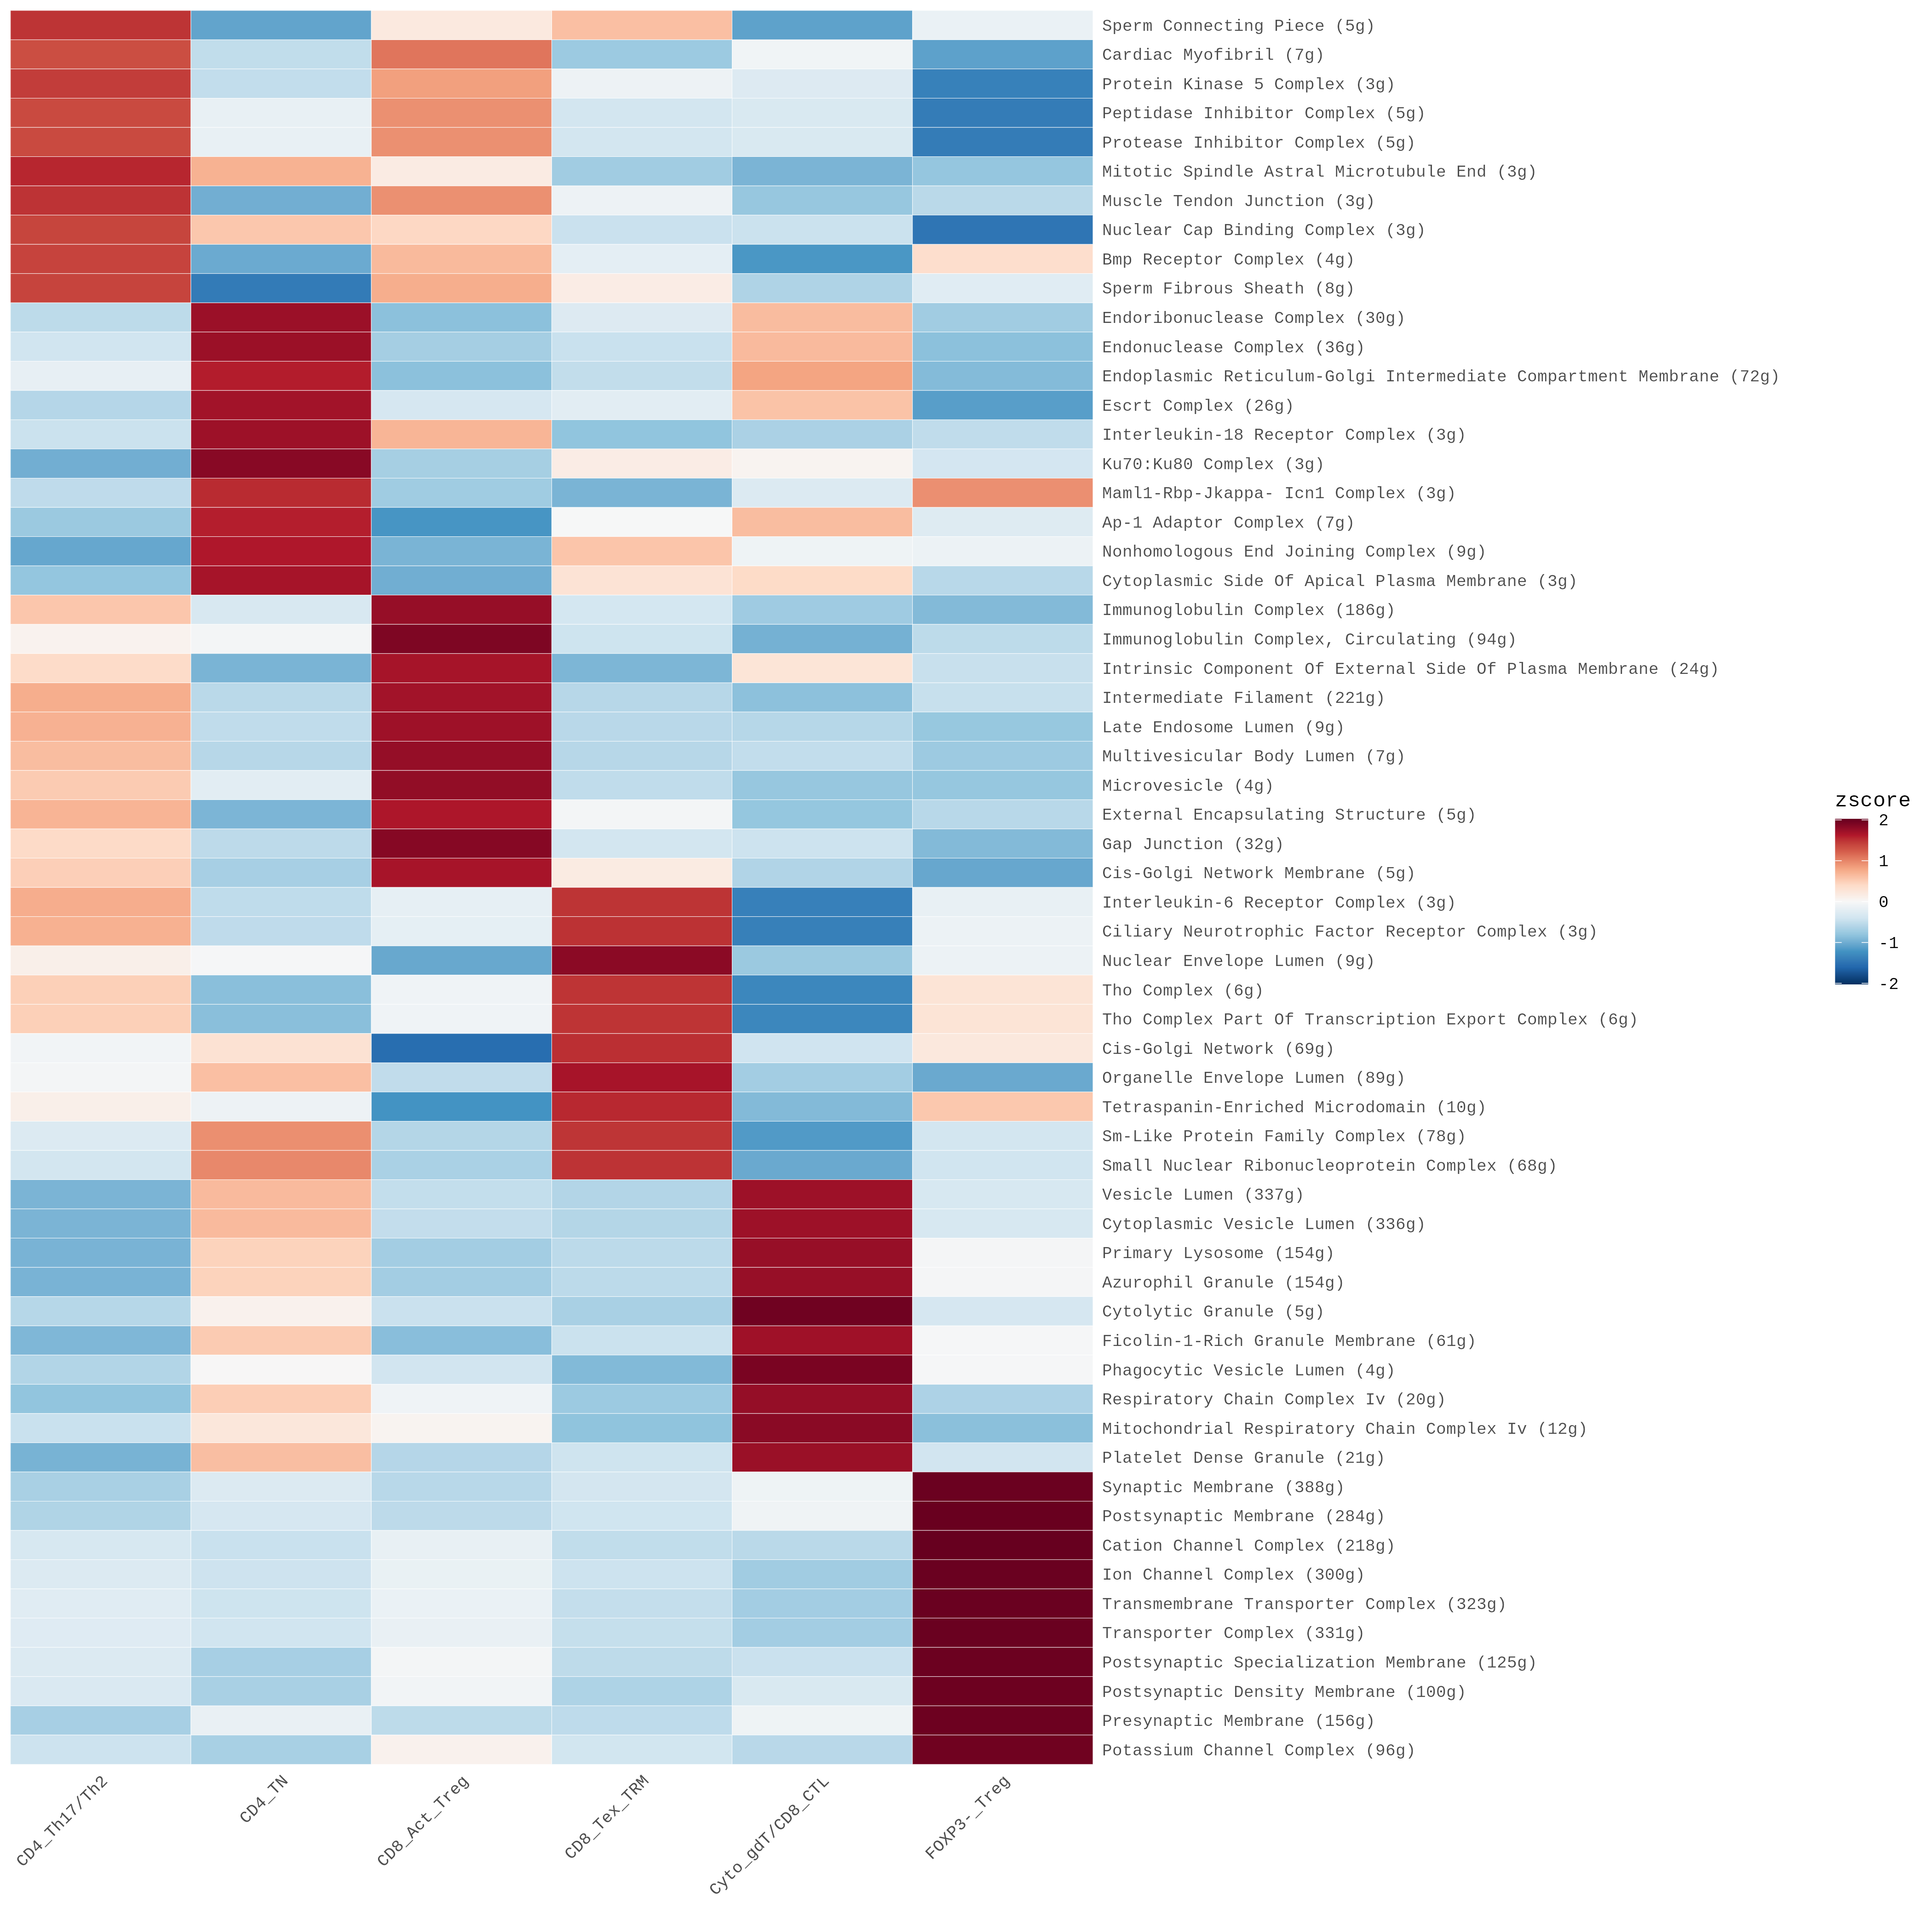 Sperm Connecting Piece (5g)
Cardiac Myofibril (7g)
Protein Kinase 5 Complex (3g)
Peptidase Inhibitor Complex (5g)
Protease Inhibitor Complex (5g)
Mitotic Spindle Astral Microtubule End (3g)
Muscle Tendon Junction (3g)
Nuclear Cap Binding Complex (3g)
Bmp Receptor Complex (4g)
Sperm Fibrous Sheath (8g)
Endoribonuclease Complex (30g)
Endonuclease Complex (36g)
Endoplasmic Reticulum-Golgi Intermediate Compartment Membrane (72g)
Escrt Complex (26g)
Interleukin-18 Receptor Complex (3g)
Ku70:Ku80 Complex (3g)
Maml1-Rbp-Jkappa- Icn1 Complex (3g)
Ap-1 Adaptor Complex (7g)
Nonhomologous End Joining Complex (9g)
Cytoplasmic Side Of Apical Plasma Membrane (3g)
Immunoglobulin Complex (186g)
Immunoglobulin Complex, Circulating (94g)
Intrinsic Component Of External Side Of Plasma Membrane (24g)
Intermediate Filament (221g)
Late Endosome Lumen (9g)
Multivesicular Body Lumen (7g)
Microvesicle (4g)
External Encapsulating Structure (5g)
Gap Junction (32g)
Cis-Golgi Network Membrane (5g)
Interleukin-6 Receptor Complex (3g)
Ciliary Neurotrophic Factor Receptor Complex (3g)
Nuclear Envelope Lumen (9g)
Tho Complex (6g)
Tho Complex Part Of Transcription Export Complex (6g)
Cis-Golgi Network (69g)
Organelle Envelope Lumen (89g)
Tetraspanin-Enriched Microdomain (10g)
Sm-Like Protein Family Complex (78g)
Small Nuclear Ribonucleoprotein Complex (68g)
Vesicle Lumen (337g)
Cytoplasmic Vesicle Lumen (336g)
Primary Lysosome (154g)
Azurophil Granule (154g)
Cytolytic Granule (5g)
Ficolin-1-Rich Granule Membrane (61g)
Phagocytic Vesicle Lumen (4g)
Respiratory Chain Complex Iv (20g)
Mitochondrial Respiratory Chain Complex Iv (12g)
Platelet Dense Granule (21g)
Synaptic Membrane (388g)
Postsynaptic Membrane (284g)
Cation Channel Complex (218g)
Ion Channel Complex (300g)
Transmembrane Transporter Complex (323g)
Transporter Complex (331g)
Postsynaptic Specialization Membrane (125g)
Postsynaptic Density Membrane (100g)
Presynaptic Membrane (156g)
Potassium Channel Complex (96g)
CD4_Th17/Th2
CD4_TN
CD8_Act_Treg
CD8_Tex_TRM
Cyto_gdT/CD8_CTL
FOXP3-_Treg
zscore
2
1
0
-1
-2